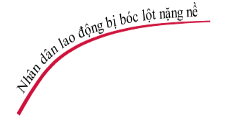 Nhân dân lao động bị bóc lột nặng nề